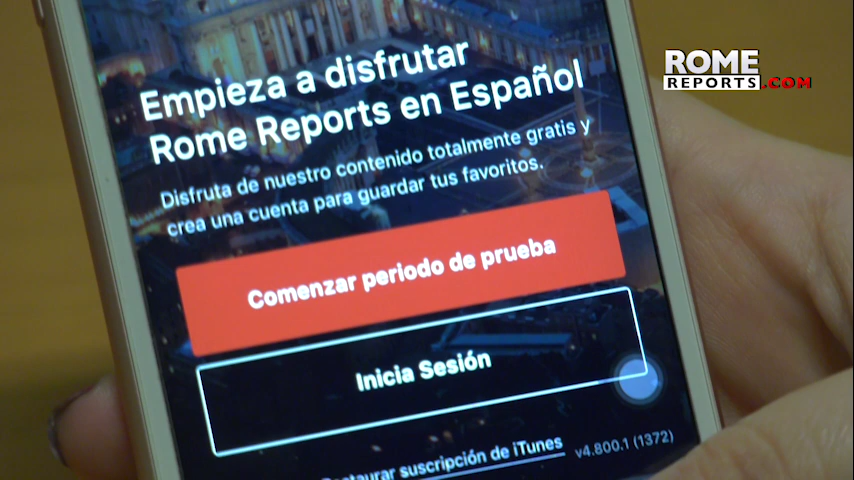 ROME
REPORTS.COM
Empieza a disfrutar
Rome Reports en Español
Disfruta de nuestro contenido totalmente gratis y
crea una cuenta para guardar tus favoritos.
Comenzar periodo de prueba
Inicia Sesión
suscripción de iTunes
v4.800.1 (1372)